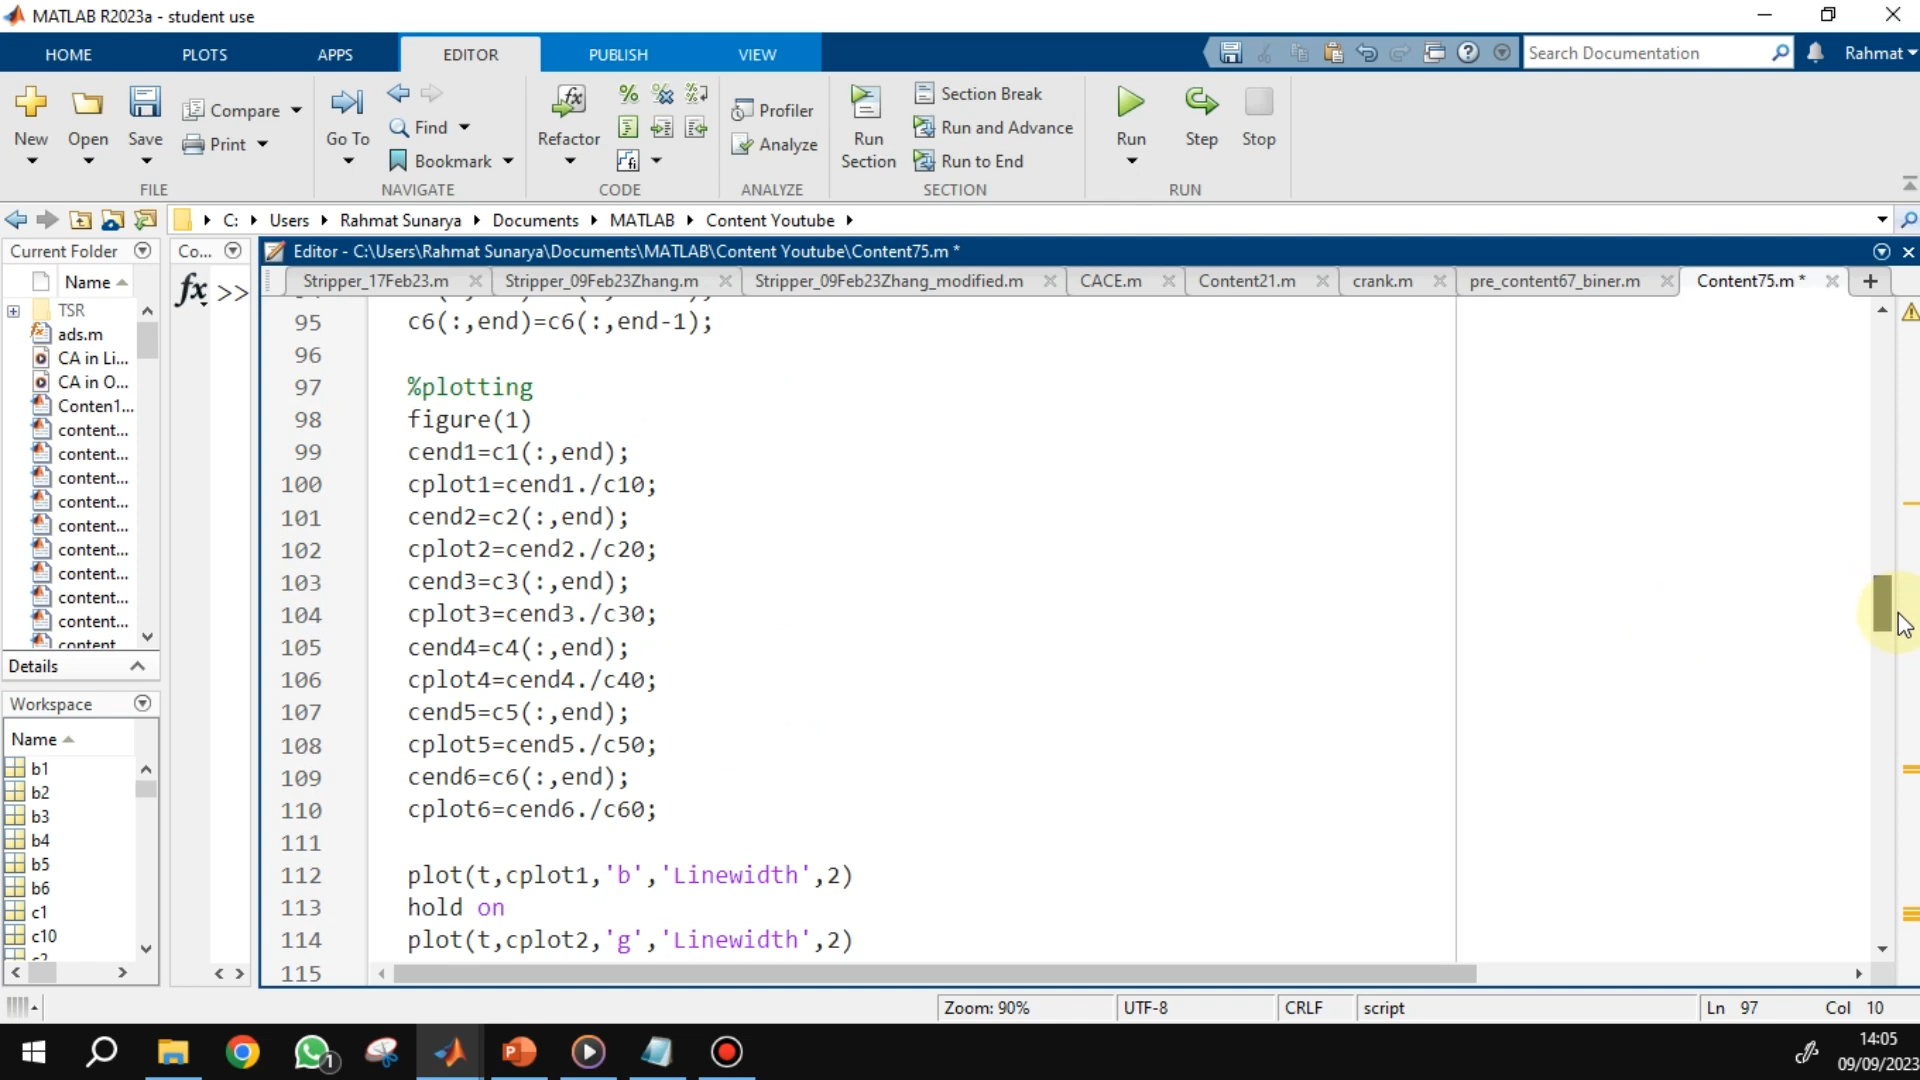 MATLAB R2023a - student use
HOME PLOTS APPS EDITOR PUBLISH VIEW Search Documentation Rahmat
New Open Save Compare Print FILE
Go To Find Bookmark NAVIGATE
Refactor CODE
Profiler Analyze ANALYZE
Run Section Section Break Run and Advance Run to End SECTION
Run Step Stop RUN
C: Users Rahmat Sunarya Documents MATLAB Content Youtube
Current Folder
Name
TSR
ads.m
CA in Li...
CA in O...
Conten1...
content...
content...
content...
content...
content...
content...
content...
content...
content...
content
Details
Workspace
Name
b1
b2
b3
b4
b5
b6
c1
c10
Co...
fx >>
Editor - C:\Users\Rahmat Sunarya\Documents\MATLAB\Content Youtube\Content75.m *
Stripper_17Feb23.m Stripper_09Feb23Zhang.m Stripper_09Feb23Zhang_modified.m CACE.m Content21.m crank.m pre_content67_biner.m Content75.m *
95 c6(:,end)=c6(:,end-1);
96
97 %plotting
98 figure(1)
99 cend1=c1(:,end);
100 cplot1=cend1./c10;
101 cend2=c2(:,end);
102 cplot2=cend2./c20;
103 cend3=c3(:,end);
104 cplot3=cend3./c30;
105 cend4=c4(:,end);
106 cplot4=cend4./c40;
107 cend5=c5(:,end);
108 cplot5=cend5./c50;
109 cend6=c6(:,end);
110 cplot6=cend6./c60;
111
112 plot(t,cplot1,'b','Linewidth',2)
113 hold on
114 plot(t,cplot2,'g','Linewidth',2)
115
Zoom: 90% UTF-8 CRLF script Ln 97 Col 10
1
14:05
09/09/2023